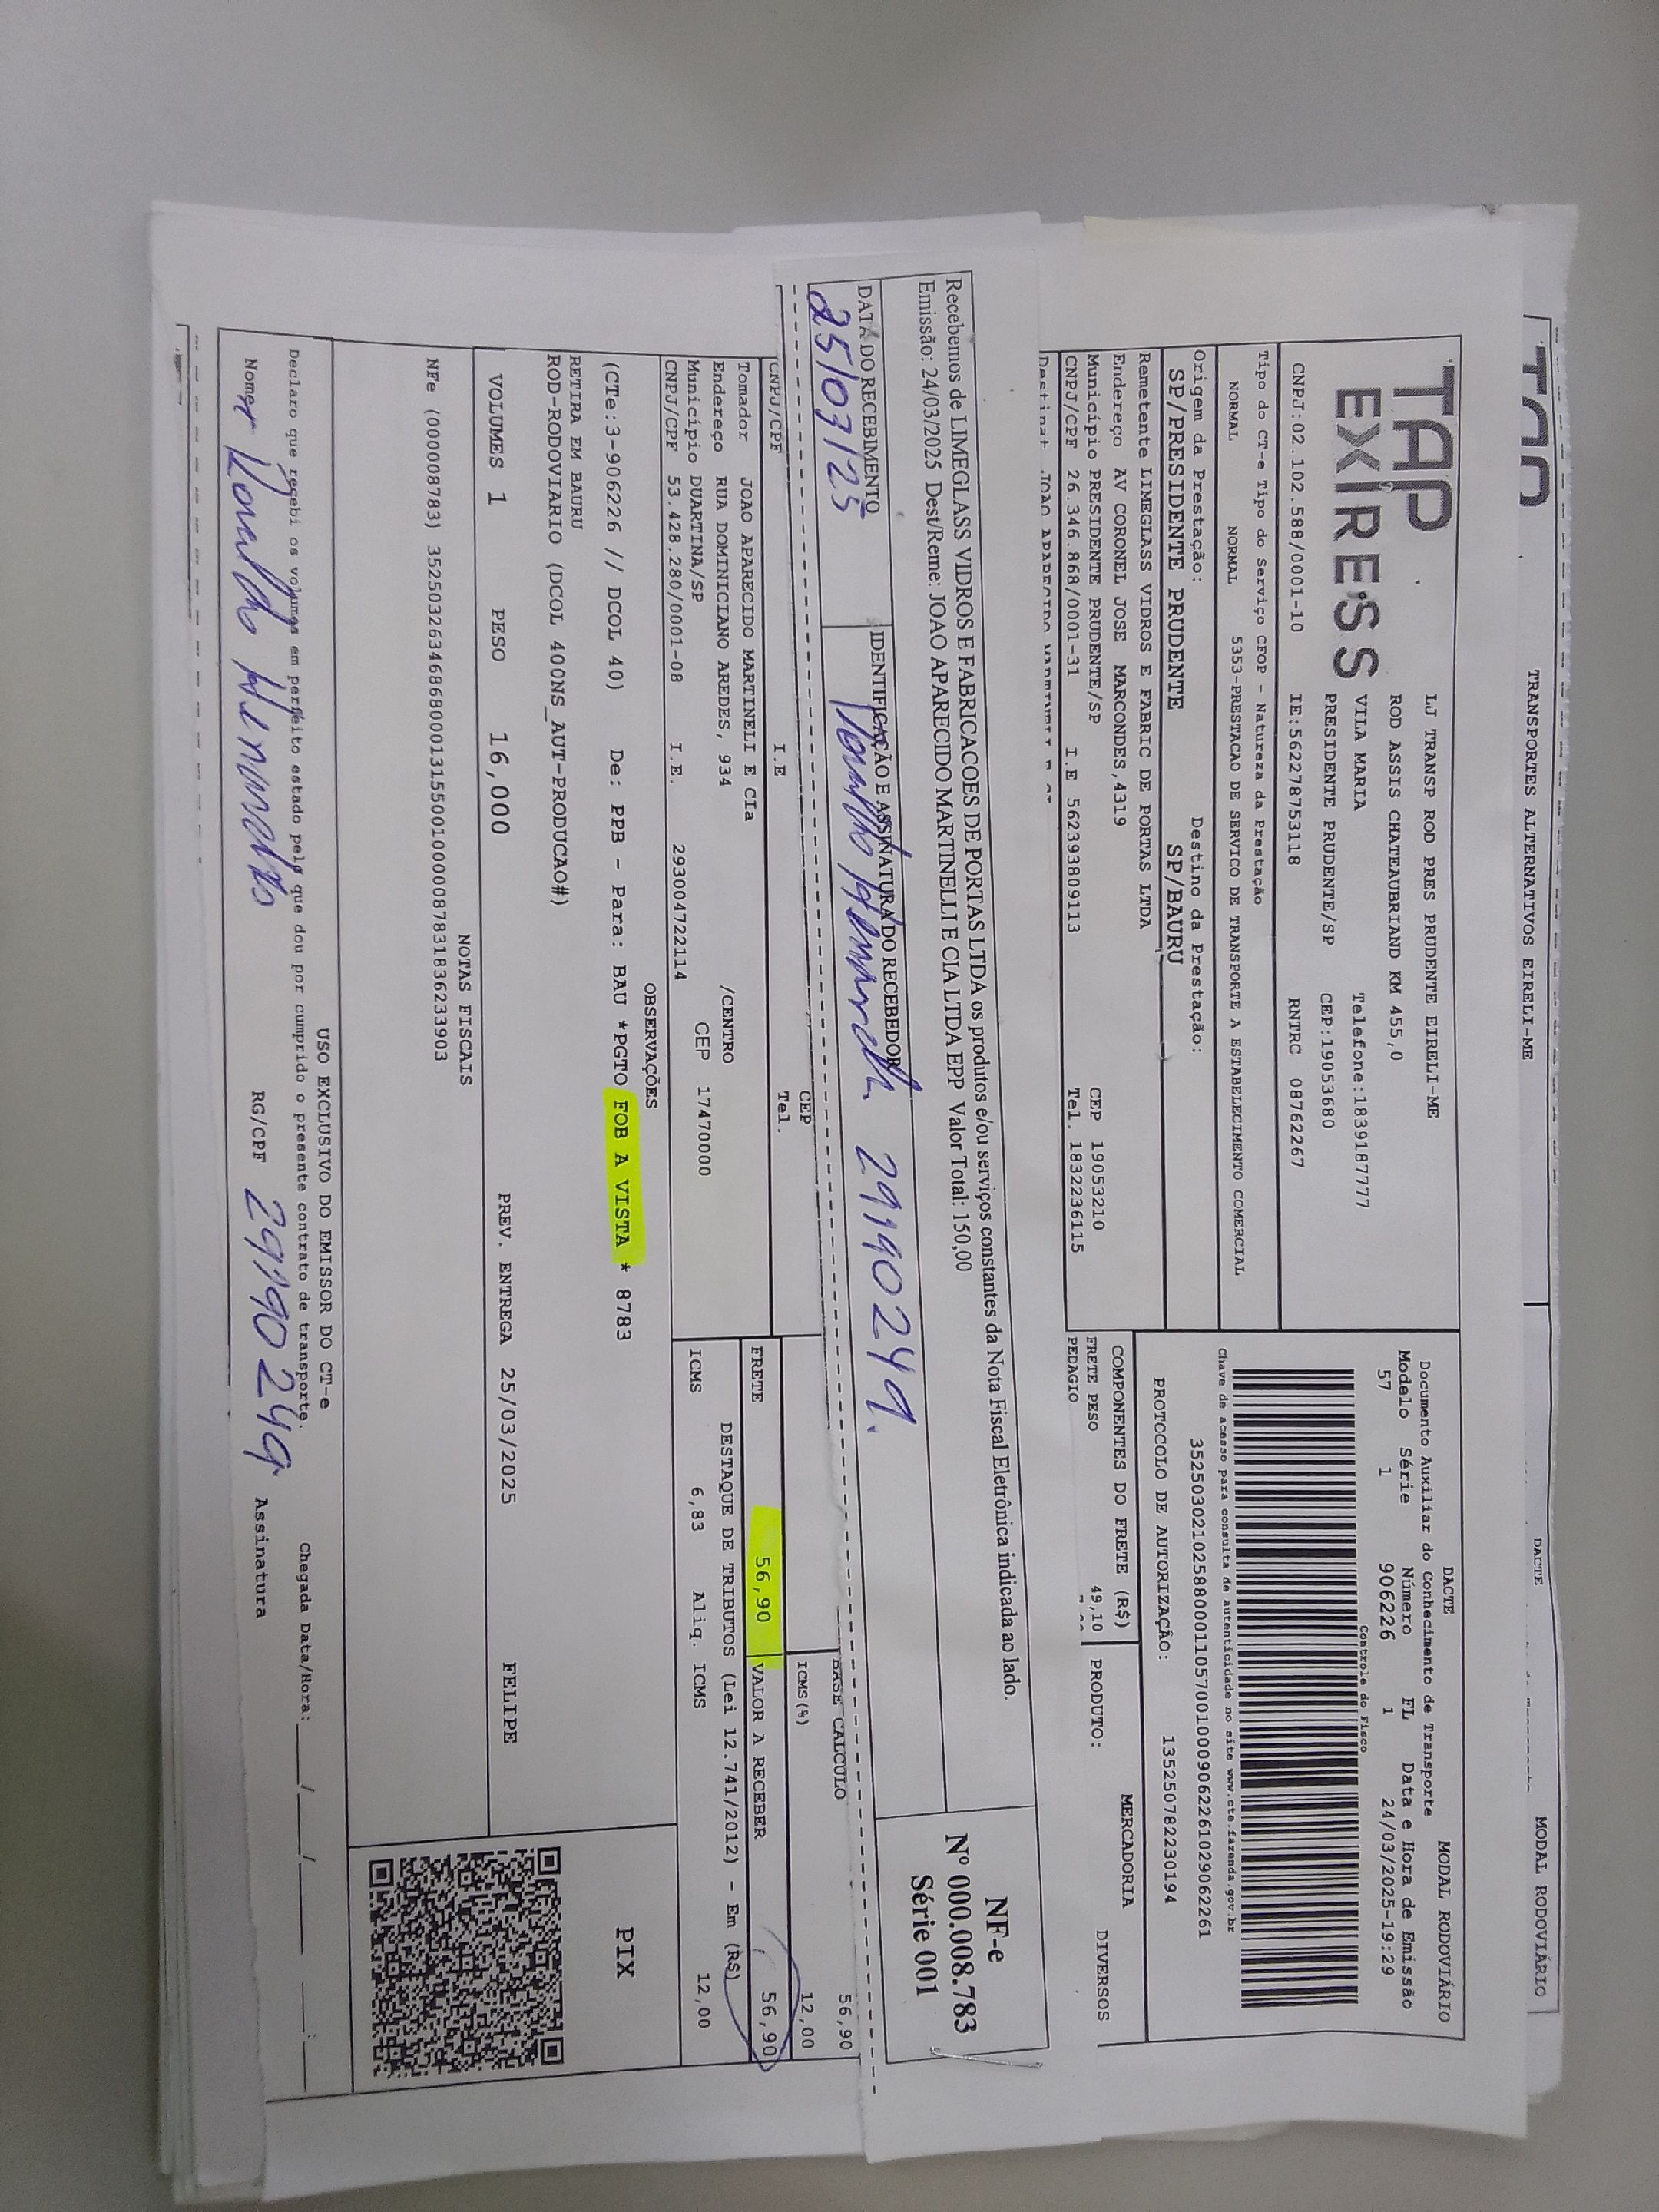 TRANSPORTES ALTERNATIVOS EIRELI-ME
DACTE
MODAL RODOVIÁRIO
TAP EXPRESS
LJ TRANSP ROD PRES PRUDENTE EIRELI-ME
ROD ASSIS CHATEAUBRIAND KM 455,0
VILA MARIA Telefone:1839187777
PRESIDENTE PRUDENTE/SP CEP:19053680
CNPJ:02.102.588/0001-10 IE:562278753118 RNTRC 08762267
DACTE MODAL RODOVIÁRIO
Documento Auxiliar do Conhecimento de Transporte
Modelo Série Número FL Data e Hora de Emissão
57 1 906226 1 24/03/2025-19:29
Controle do Fisco
Chave de acesso para consulta de autenticidade no site www.cte.fazenda.gov.br
35250302102588000110570010009062261029062261
PROTOCOLO DE AUTORIZAÇÃO: 135250782230194
Tipo do CT-e Tipo do Serviço CFOP - Natureza da Prestação
NORMAL NORMAL 5353-PRESTACAO DE SERVICO DE TRANSPORTE A ESTABELECIMENTO COMERCIAL
Origem da Prestação: Destino da Prestação:
SP/PRESIDENTE PRUDENTE SP/BAURU
Remetente LIMEGLASS VIDROS E FABRIC DE PORTAS LTDA
Endereço AV CORONEL JOSE MARCONDES,4319
Município PRESIDENTE PRUDENTE/SP CEP 19053210
CNPJ/CPF 26.346.868/0001-31 I.E 562393809113 Tel. 1832236115
COMPONENTES DO FRETE (R$) MERCADORIA
FRETE PESO 49,10 PRODUTO: DIVERSOS
PEDAGIO
Recebemos de LIMEGLASS VIDROS E FABRICACOES DE PORTAS LTDA os produtos e/ou serviços constantes da Nota Fiscal Eletrônica indicada ao lado.
Emissão: 24/03/2025 Dest/Reme: JOAO APARECIDO MARTINELLI E CIA LTDA EPP Valor Total: 150,00
DATA DO RECEBIMENTO IDENTIFICAÇÃO E ASSINATURA DO RECEBEDOR
25/03/25 29190249.
NF-e
Nº 000.008.783
Série 001
BASE CALCULO 56,90
CEP
ICMS(%) 12,00
CNPJ/CPF I.E Tel.
FRETE 56,90 VALOR A RECEBER 56,90
Tomador JOAO APARECIDO MARTINELI E CIa
Endereço RUA DOMINICIANO AREDES, 934 /CENTRO
Município DUARTINA/SP CEP 17470000
CNPJ/CPF 53.428.280/0001-08 I.E. 293004722114
DESTAQUE DE TRIBUTOS (Lei 12.741/2012) - Em (R$)
ICMS 6,83 Aliq. ICMS 12,00
OBSERVAÇÕES
(CTe:3-906226 // DCOL 40) De: PPB - Para: BAU *PGTO FOB A VISTA * 8783
RETIRA EM BAURU
ROD-RODOVIARIO (DCOL 400NS_AUT-PRODUCAO#)
PIX
VOLUMES 1 PESO 16,000 PREV. ENTREGA 25/03/2025 FELIPE
NOTAS FISCAIS
NFe (000008783) 35250326346868000131550010000087831836233903
USO EXCLUSIVO DO EMISSOR DO CT-e
Declaro que recebi os volumes em perfeito estado pelo que dou por cumprido o presente contrato de transporte. Chegada Data/Hora: __/__/__ __:__
Nome RG/CPF 29190249 Assinatura